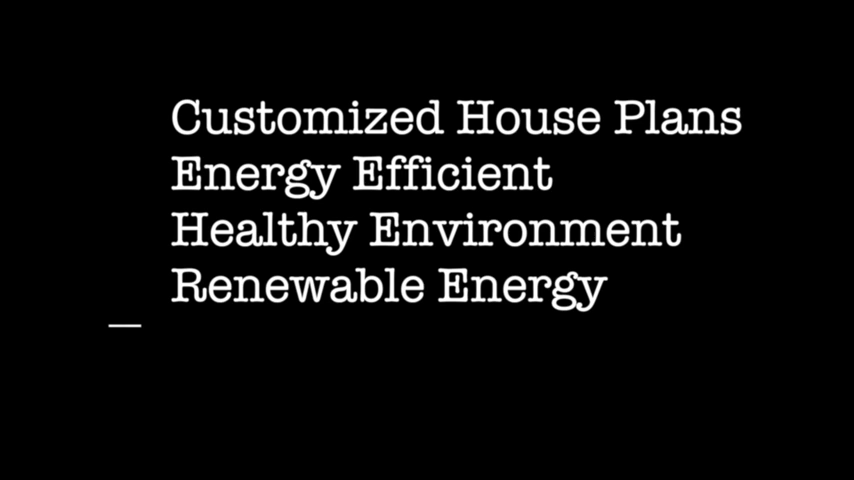 Customized House Plans
Energy Efficient
Healthy Environment
Renewable Energy